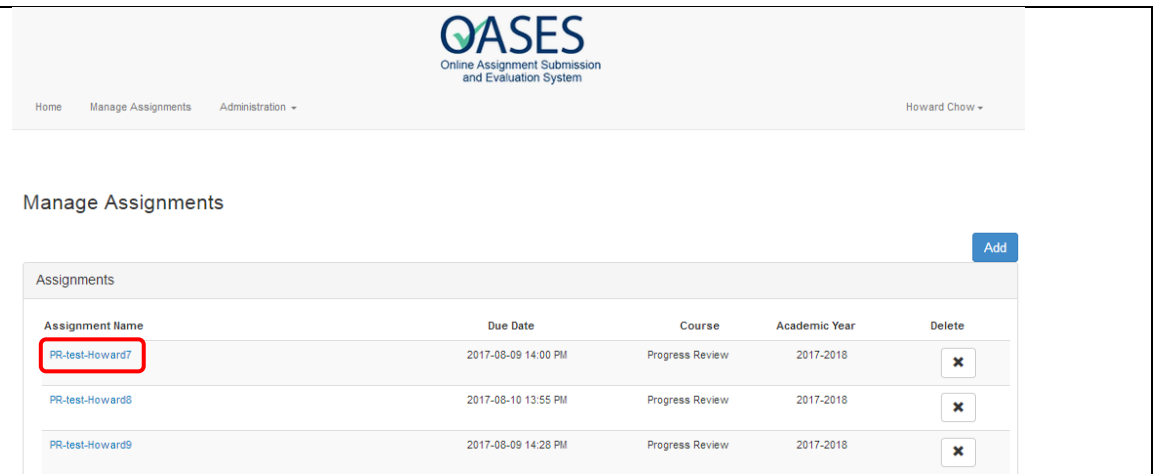 OASES
Online Assignment Submission
and Evaluation System
Home Manage Assignments Administration Howard Chow
Manage Assignments
Add
Assignments
Assignment Name Due Date Course Academic Year Delete
PR-test-Howard7 2017-08-09 14:00 PM Progress Review 2017-2018
PR-test-Howard8 2017-08-10 13:55 PM Progress Review 2017-2018
PR-test-Howard9 2017-08-09 14:28 PM Progress Review 2017-2018